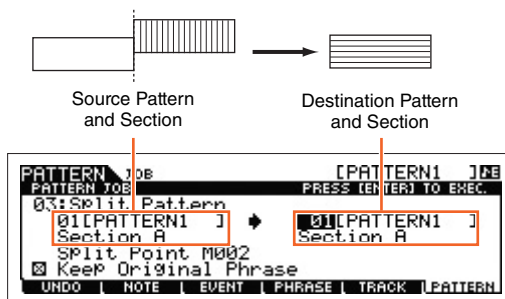 Source Pattern
and Section
Destination Pattern
and Section
PATTERN JOB [PATTERN1 ]
PATTERN JOB PRESS [ENTER] TO EXEC.
03:Split Pattern
01[PATTERN1 ] 01[PATTERN1 ]
Section A Section A
Split Point M002
Keep Original Phrase
UNDO NOTE EVENT PHRASE TRACK PATTERN